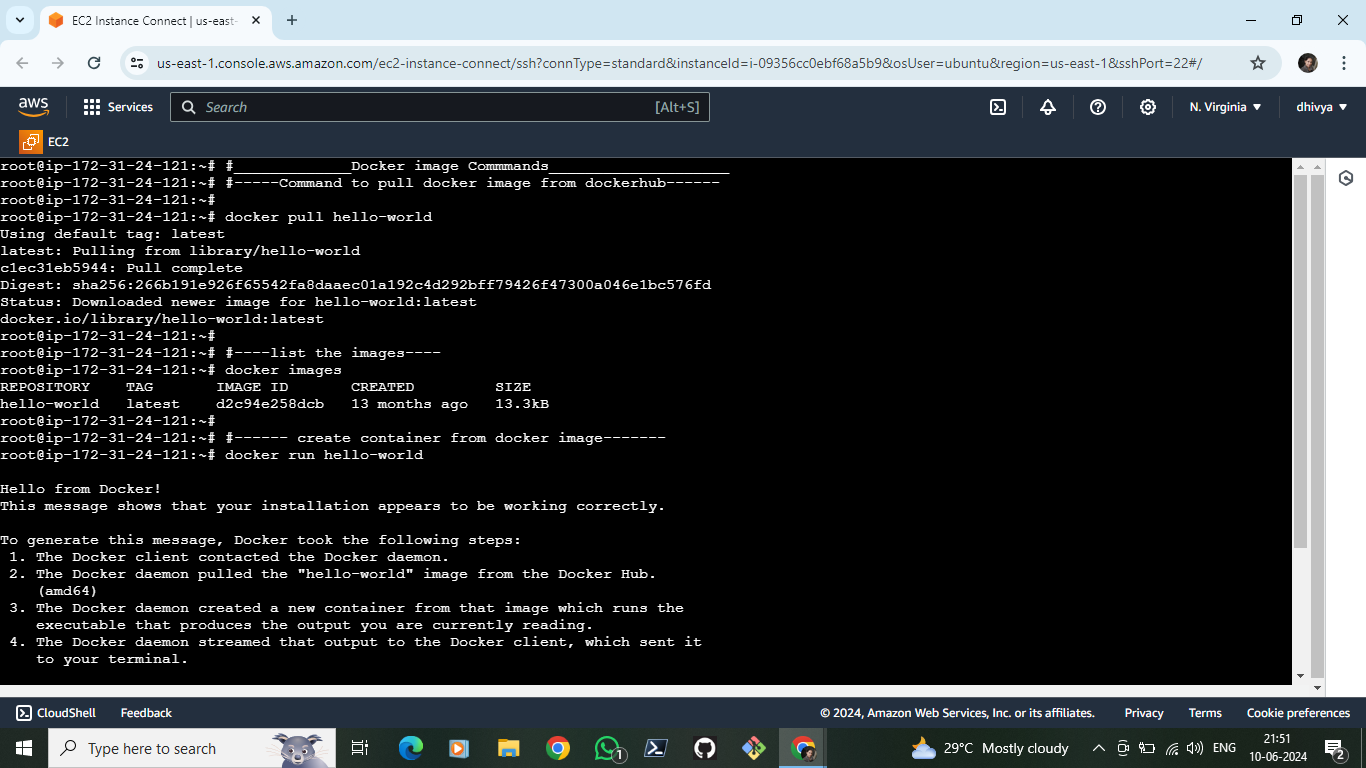 EC2 Instance Connect | us-east-
us-east-1.console.aws.amazon.com/ec2-instance-connect/ssh?connType=standard&instanceId=i-09356cc0ebf68a5b9&osUser=ubuntu&region=us-east-1&sshPort=22#/
aws Services Search [Alt+S] N. Virginia dhivya
EC2
root@ip-172-31-24-121:~# #_____________Docker image Commmands____________________
root@ip-172-31-24-121:~# #-----Command to pull docker image from dockerhub------
root@ip-172-31-24-121:~#
root@ip-172-31-24-121:~# docker pull hello-world
Using default tag: latest
latest: Pulling from library/hello-world
c1ec31eb5944: Pull complete
Digest: sha256:266b191e926f65542fa8daaec01a192c4d292bff79426f47300a046e1bc576fd
Status: Downloaded newer image for hello-world:latest
docker.io/library/hello-world:latest
root@ip-172-31-24-121:~#
root@ip-172-31-24-121:~# #----list the images----
root@ip-172-31-24-121:~# docker images
REPOSITORY TAG IMAGE ID CREATED SIZE
hello-world latest d2c94e258dcb 13 months ago 13.3kB
root@ip-172-31-24-121:~#
root@ip-172-31-24-121:~# #------ create container from docker image-------
root@ip-172-31-24-121:~# docker run hello-world
Hello from Docker!
This message shows that your installation appears to be working correctly.
To generate this message, Docker took the following steps:
1. The Docker client contacted the Docker daemon.
2. The Docker daemon pulled the "hello-world" image from the Docker Hub.
(amd64)
3. The Docker daemon created a new container from that image which runs the
executable that produces the output you are currently reading.
4. The Docker daemon streamed that output to the Docker client, which sent it
to your terminal.
CloudShell Feedback © 2024, Amazon Web Services, Inc. or its affiliates. Privacy Terms Cookie preferences
Type here to search 1 29°C Mostly cloudy ENG 21:51 2
10-06-2024